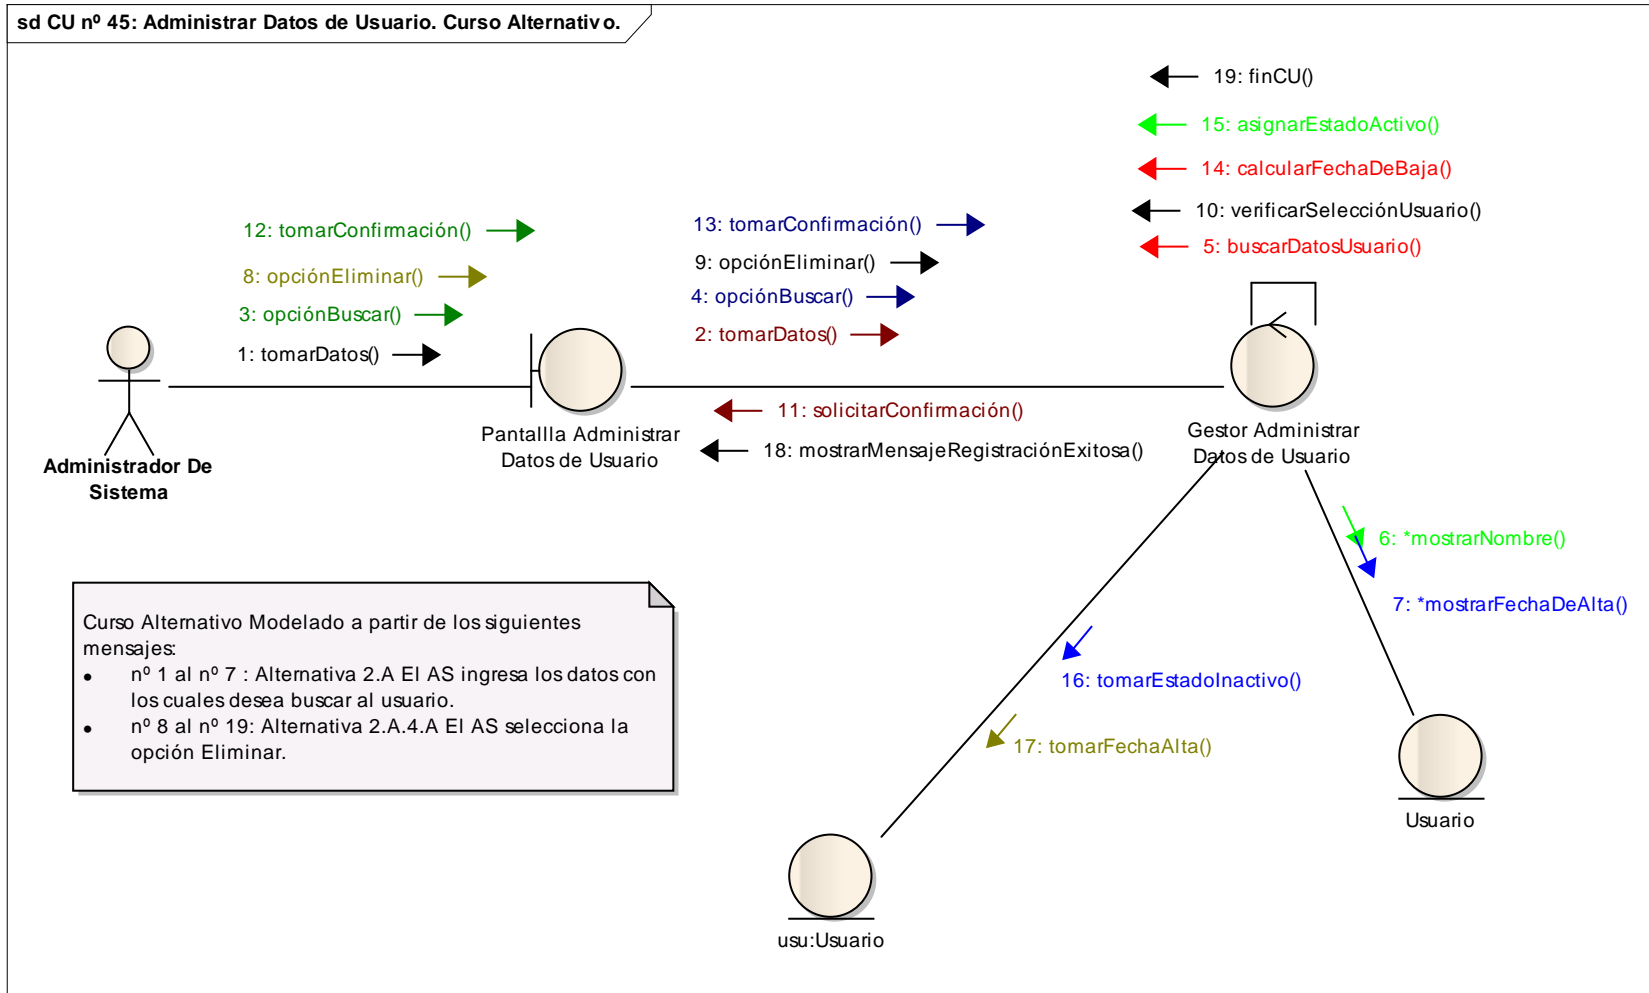 sd CU nº 45: Administrar Datos de Usuario. Curso Alternativo.
19: finCU()
15: asignarEstadoActivo()
14: calcularFechaDeBaja()
10: verificarSelecciónUsuario()
5: buscarDatosUsuario()
12: tomarConfirmación()
8: opciónEliminar()
3: opciónBuscar()
1: tomarDatos()
13: tomarConfirmación()
9: opciónEliminar()
4: opciónBuscar()
2: tomarDatos()
11: solicitarConfirmación()
18: mostrarMensajeRegistraciónExitosa()
Administrador De
Sistema
Pantallla Administrar
Datos de Usuario
Gestor Administrar
Datos de Usuario
6: *mostrarNombre()
7: *mostrarFechaDeAlta()
16: tomarEstadoInactivo()
17: tomarFechaAlta()
Curso Alternativo Modelado a partir de los siguientes
mensajes:
● nº 1 al nº 7 : Alternativa 2.A El AS ingresa los datos con
los cuales desea buscar al usuario.
● nº 8 al nº 19: Alternativa 2.A.4.A El AS selecciona la
opción Eliminar.
Usuario
usu:Usuario